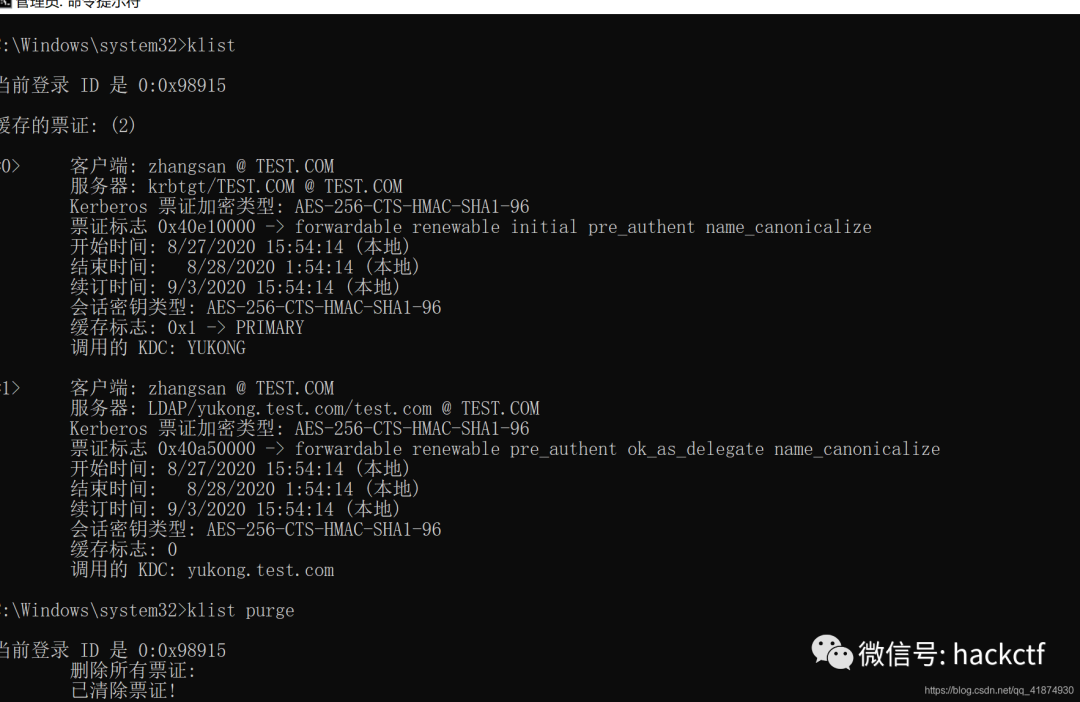 管理员: 命令提示符
:\Windows\system32>klist
当前登录 ID 是 0:0x98915
缓存的票证: (2)
0>     客户端: zhangsan @ TEST.COM
服务器: krbtgt/TEST.COM @ TEST.COM
Kerberos 票证加密类型: AES-256-CTS-HMAC-SHA1-96
票证标志 0x40e10000 -> forwardable renewable initial pre_authent name_canonicalize
开始时间: 8/27/2020 15:54:14 (本地)
结束时间:   8/28/2020 1:54:14 (本地)
续订时间: 9/3/2020 15:54:14 (本地)
会话密钥类型: AES-256-CTS-HMAC-SHA1-96
缓存标志: 0x1 -> PRIMARY
调用的 KDC: YUKONG
1>     客户端: zhangsan @ TEST.COM
服务器: LDAP/yukong.test.com/test.com @ TEST.COM
Kerberos 票证加密类型: AES-256-CTS-HMAC-SHA1-96
票证标志 0x40a50000 -> forwardable renewable pre_authent ok_as_delegate name_canonicalize
开始时间: 8/27/2020 15:54:14 (本地)
结束时间:   8/28/2020 1:54:14 (本地)
续订时间: 9/3/2020 15:54:14 (本地)
会话密钥类型: AES-256-CTS-HMAC-SHA1-96
缓存标志: 0
调用的 KDC: yukong.test.com
:\Windows\system32>klist purge
当前登录 ID 是 0:0x98915
删除所有票证:
已清除票证!
微信号: hackctf
https://blog.csdn.net/qq_41874930